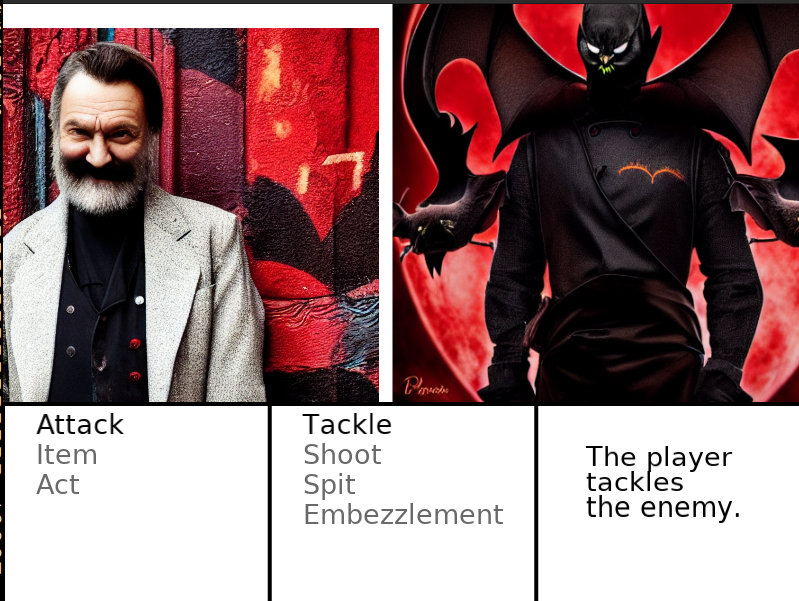 Attack
Item
Act
Tackle
Shoot
Spit
Embezzlement
The player
tackles
the enemy.